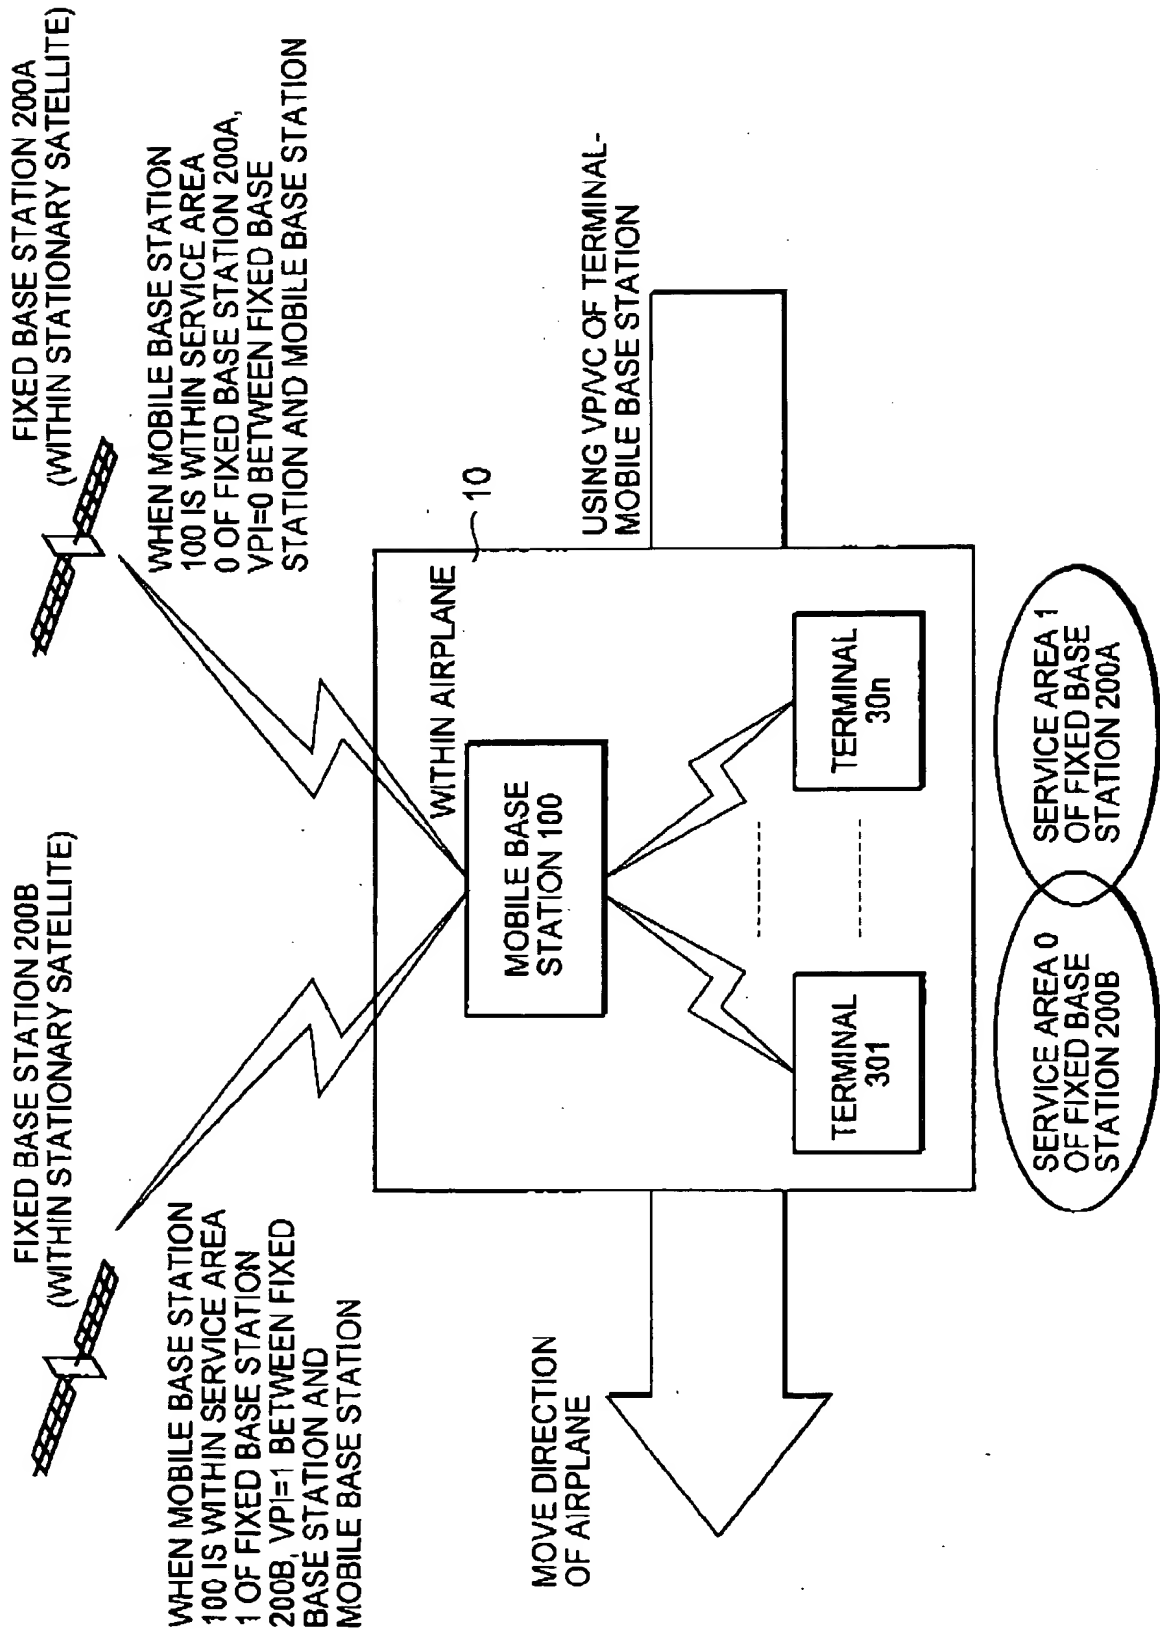 FIXED BASE STATION 200B
(WITHIN STATIONARY SATELLITE)
FIXED BASE STATION 200A
(WITHIN STATIONARY SATELLITE)
WHEN MOBILE BASE STATION
100 IS WITHIN SERVICE AREA
1 OF FIXED BASE STATION
200B, VPI=1 BETWEEN FIXED
BASE STATION AND
MOBILE BASE STATION
WHEN MOBILE BASE STATION
100 IS WITHIN SERVICE AREA
0 OF FIXED BASE STATION 200A,
VPI=0 BETWEEN FIXED BASE
STATION AND MOBILE BASE STATION
WITHIN AIRPLANE
10
MOBILE BASE
STATION 100
MOVE DIRECTION
OF AIRPLANE
USING VP/VC OF TERMINAL-
MOBILE BASE STATION
TERMINAL
301
TERMINAL
30n
SERVICE AREA 0
OF FIXED BASE
STATION 200B
SERVICE AREA 1
OF FIXED BASE
STATION 200A